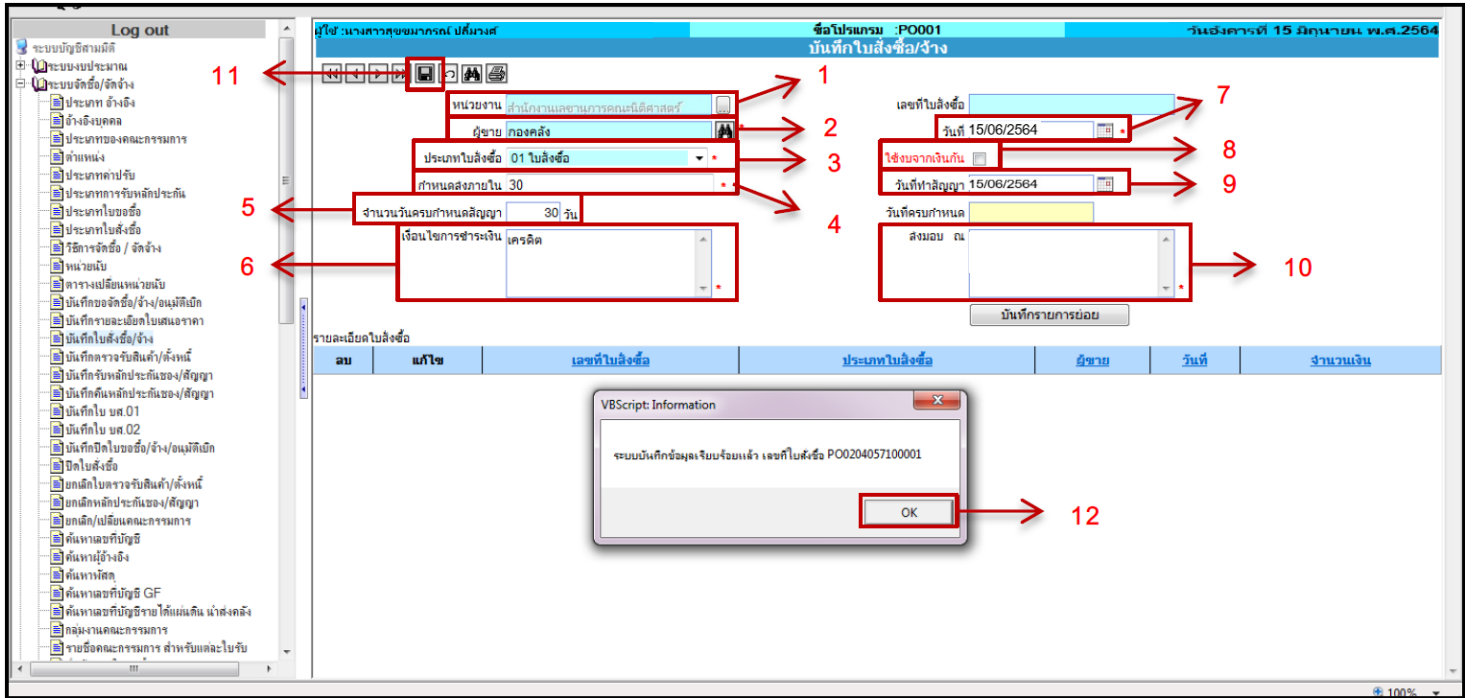 Log out
ผู้ใช้ :นางสาวสุขขมาภรณ์ ปลื้มวงศ์
ชื่อโปรแกรม :PO001
วันอังคารที่ 15 มิถุนายน พ.ศ.2564
บันทึกใบสั่งซื้อ/จ้าง
ระบบบัญชีสามมิติ
ระบบงบประมาณ
ระบบจัดซื้อ/จัดจ้าง
ประเภท อ้างอิง
อ้างอิงบุคคล
ประเภทของคณะกรรมการ
ตำแหน่ง
ประเภทค่าปรับ
ประเภทการรับหลักประกัน
ประเภทใบขอซื้อ
ประเภทใบสั่งซื้อ
วิธีการจัดซื้อ / จัดจ้าง
หน่วยนับ
ตารางเปลี่ยนหน่วยนับ
บันทึกขอจัดซื้อ/จ้าง/อนุมัติเบิก
บันทึกรายละเอียดใบเสนอราคา
บันทึกใบสั่งซื้อ/จ้าง
บันทึกตรวจรับสินค้า/ตั้งหนี้
บันทึกรับหลักประกันซอง/สัญญา
บันทึกคืนหลักประกันซอง/สัญญา
บันทึกใบ บศ.01
บันทึกใบ บศ.02
บันทึกปิดใบขอซื้อ/จ้าง/อนุมัติเบิก
ปิดใบสั่งซื้อ
ยกเลิกใบตรวจรับสินค้า/ตั้งหนี้
ยกเลิกหลักประกันซอง/สัญญา
ยกเลิก/เปลี่ยนคณะกรรมการ
ค้นหาเลขที่บัญชี
ค้นหาผู้อ้างอิง
ค้นหาพัสดุ
ค้นหาเลขที่บัญชี GF
ค้นหาเลขที่บัญชีรายได้แผ่นดิน นำส่งคลัง
กลุ่มงานคณะกรรมการ
รายชื่อคณะกรรมการ สำหรับแต่ละใบรับ
11
หน่วยงาน สำนักงานเลขานุการคณะนิติศาสตร์ ... 1
เลขที่ใบสั่งซื้อ
ผู้ขาย กองคลัง * 2
วันที่ 15/06/2564 * 7
ประเภทใบสั่งซื้อ 01 ใบสั่งซื้อ * 3
ใช้งบจากเงินกัน 8
กำหนดส่งภายใน 30 * * 4
วันที่ทำสัญญา 15/06/2564 9
5 จำนวนวันครบกำหนดสัญญา 30 วัน
วันที่ครบกำหนด
6 เงื่อนไขการชำระเงิน เครดิต *
ส่งมอบ ณ * 10
บันทึกรายการย่อย
รายละเอียดใบสั่งซื้อ
ลบ แก้ไข เลขที่ใบสั่งซื้อ ประเภทใบสั่งซื้อ ผู้ขาย วันที่ จำนวนเงิน
VBScript: Information
ระบบบันทึกข้อมูลเรียบร้อยแล้ว เลขที่ใบสั่งซื้อ PO0204057100001
OK 12
100%